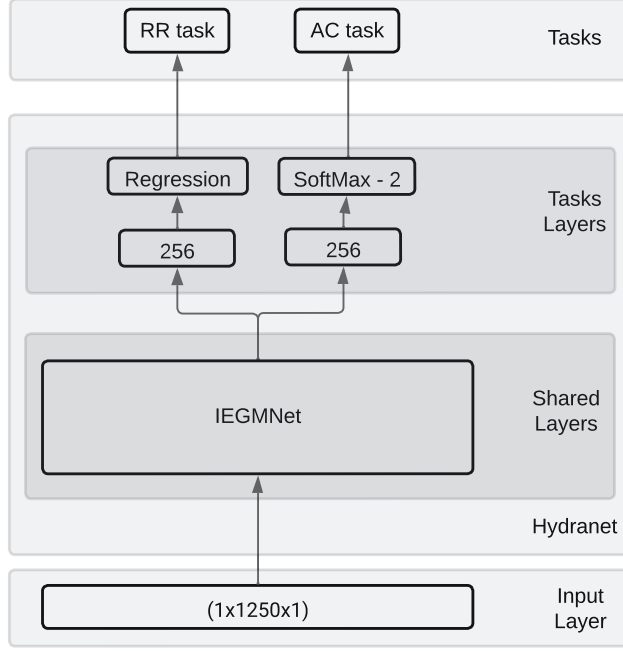 RR task
AC task
Tasks
Regression
SoftMax - 2
Tasks
Layers
256
256
IEGMNet
Shared
Layers
Hydranet
(1x1250x1)
Input
Layer